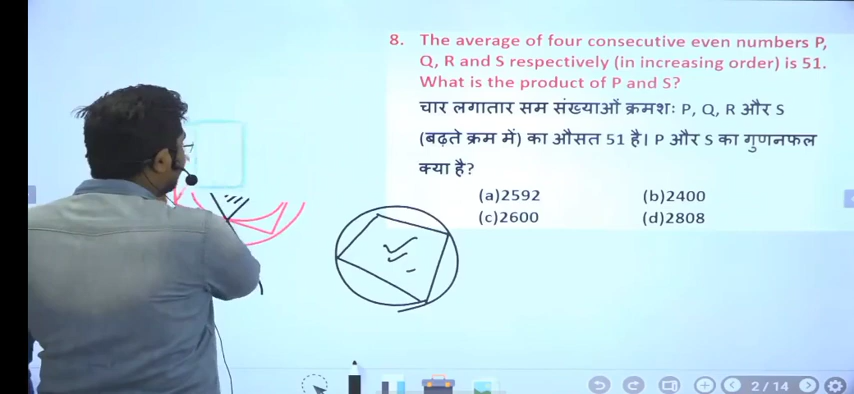 8. The average of four consecutive even numbers P,
Q, R and S respectively (in increasing order) is 51.
What is the product of P and S?
चार लगातार सम संख्याओं क्रमशः P, Q, R और S
(बढ़ते क्रम में) का औसत 51 है। P और S का गुणनफल
क्या है?
(a)2592 (b)2400
(c)2600 (d)2808
2 / 14